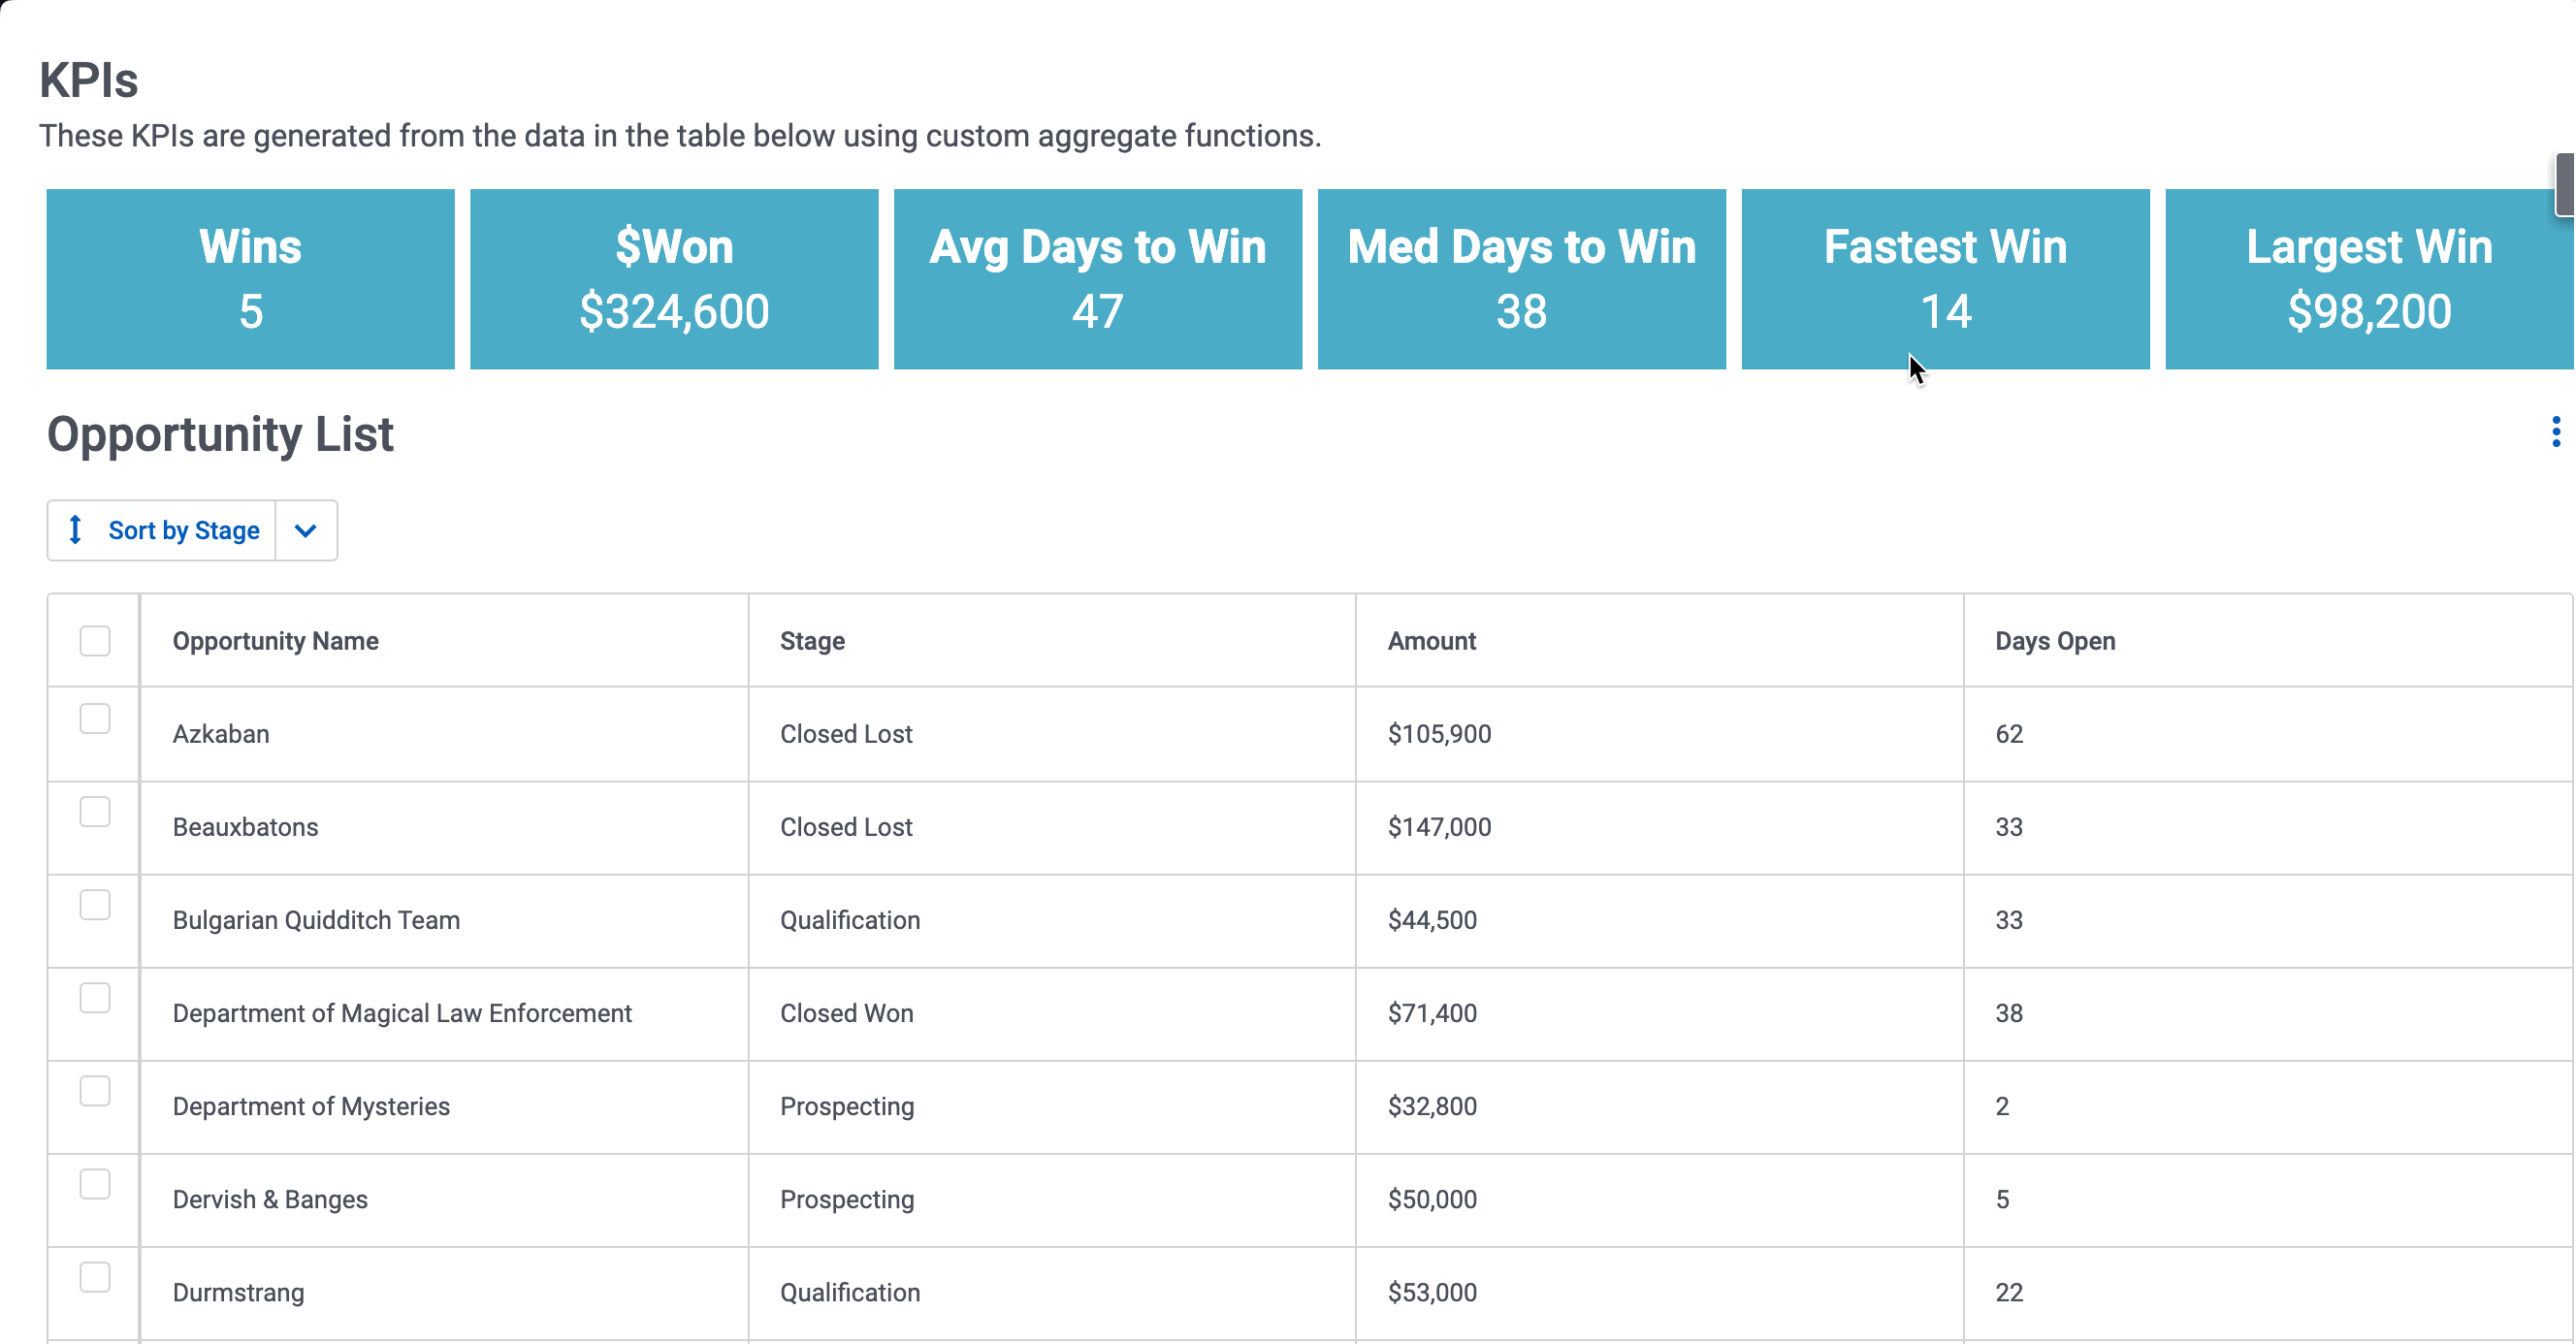 KPIs
These KPIs are generated from the data in the table below using custom aggregate functions.
Wins $Won Avg Days to Win Med Days to Win Fastest Win Largest Win
5 $324,600 47 38 14 $98,200
Opportunity List
Sort by Stage
Opportunity Name Stage Amount Days Open
Azkaban Closed Lost $105,900 62
Beauxbatons Closed Lost $147,000 33
Bulgarian Quidditch Team Qualification $44,500 33
Department of Magical Law Enforcement Closed Won $71,400 38
Department of Mysteries Prospecting $32,800 2
Dervish & Banges Prospecting $50,000 5
Durmstrang Qualification $53,000 22